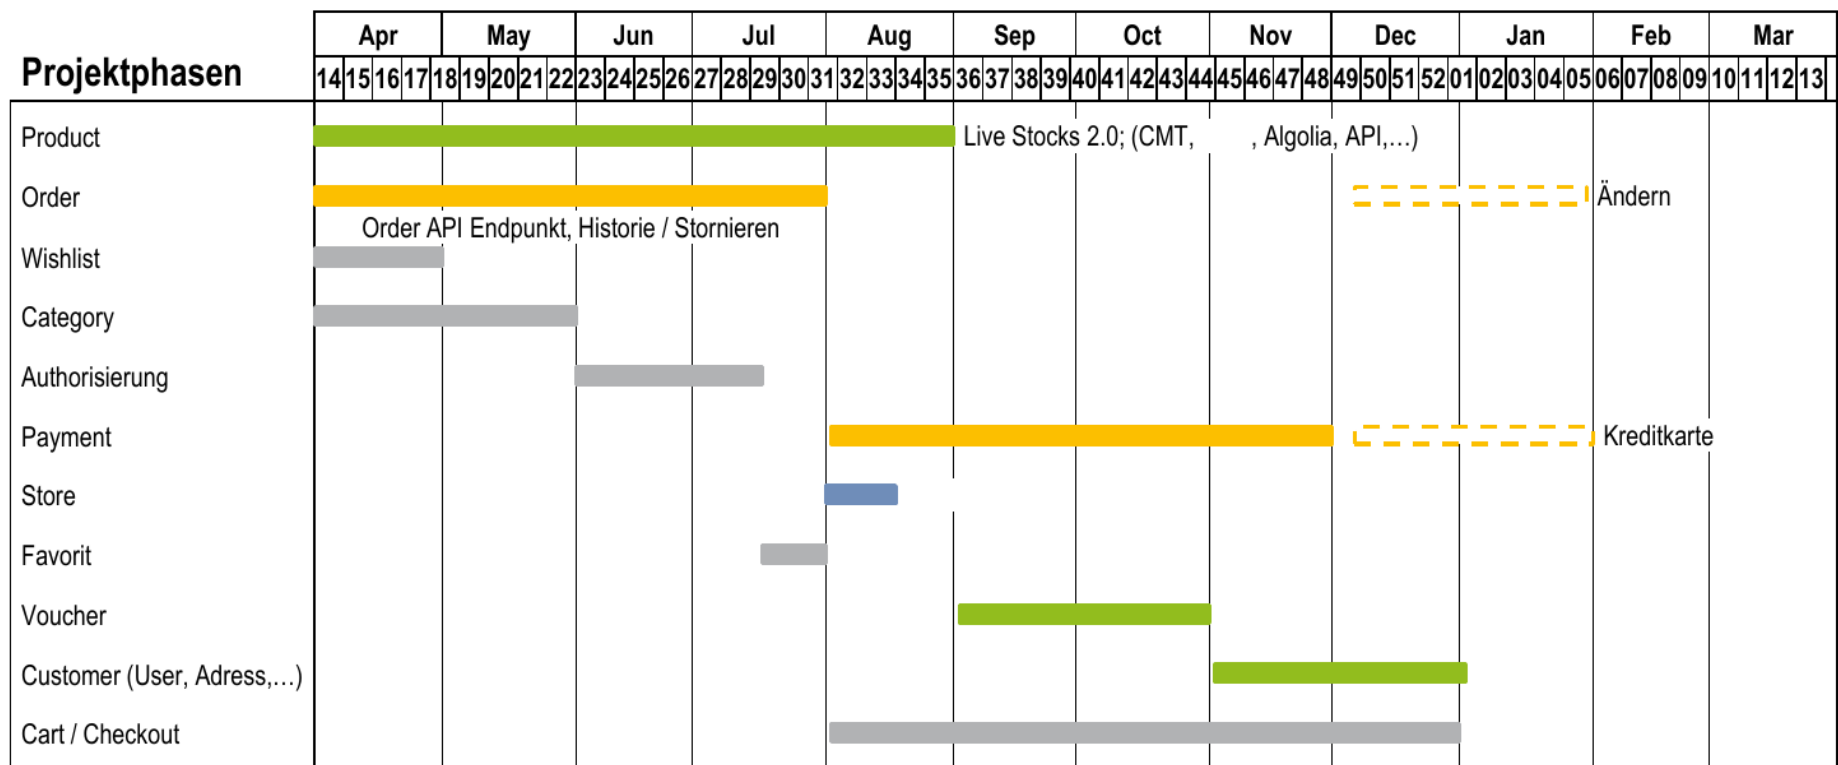 Apr May Jun Jul Aug Sep Oct Nov Dec Jan Feb Mar
Projektphasen
14 15 16 17 18 19 20 21 22 23 24 25 26 27 28 29 30 31 32 33 34 35 36 37 38 39 40 41 42 43 44 45 46 47 48 49 50 51 52 01 02 03 04 05 06 07 08 09 10 11 12 13
Product Live Stocks 2.0; (CMT, , Algolia, API,...)
Order Ändern
Order API Endpunkt, Historie / Stornieren
Wishlist
Category
Authorisierung
Payment Kreditkarte
Store
Favorit
Voucher
Customer (User, Adress,...)
Cart / Checkout